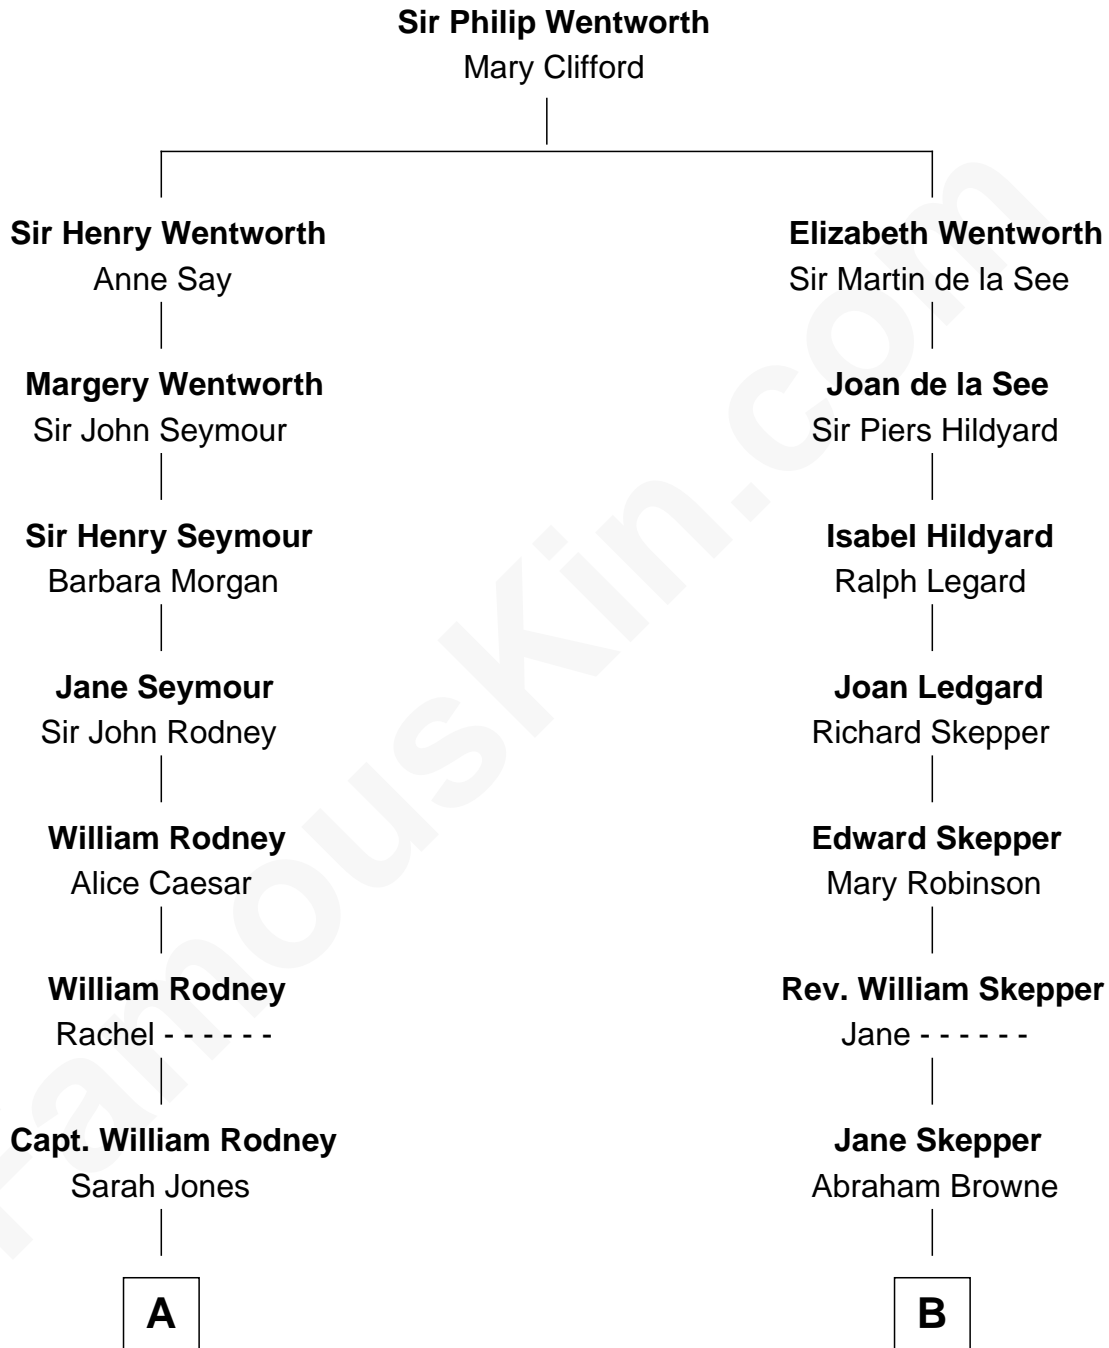 Sir Philip Wentworth
Mary Clifford
Sir Henry Wentworth
Anne Say
Elizabeth Wentworth
Sir Martin de la See
Margery Wentworth
Sir John Seymour
Joan de la See
Sir Piers Hildyard
Sir Henry Seymour
Barbara Morgan
Isabel Hildyard
Ralph Legard
Jane Seymour
Sir John Rodney
Joan Ledgard
Richard Skepper
William Rodney
Alice Caesar
Edward Skepper
Mary Robinson
William Rodney
Rachel - - - - - -
Rev. William Skepper
Jane - - - - - -
Capt. William Rodney
Sarah Jones
Jane Skepper
Abraham Browne
A
B
FamousKin.com